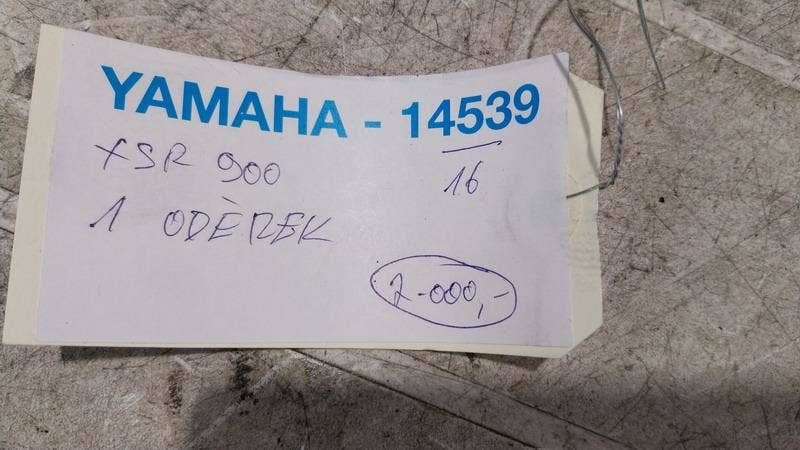 YAMAHA - 14539
XSR 900 16
1 ODĚREK
2.000,-